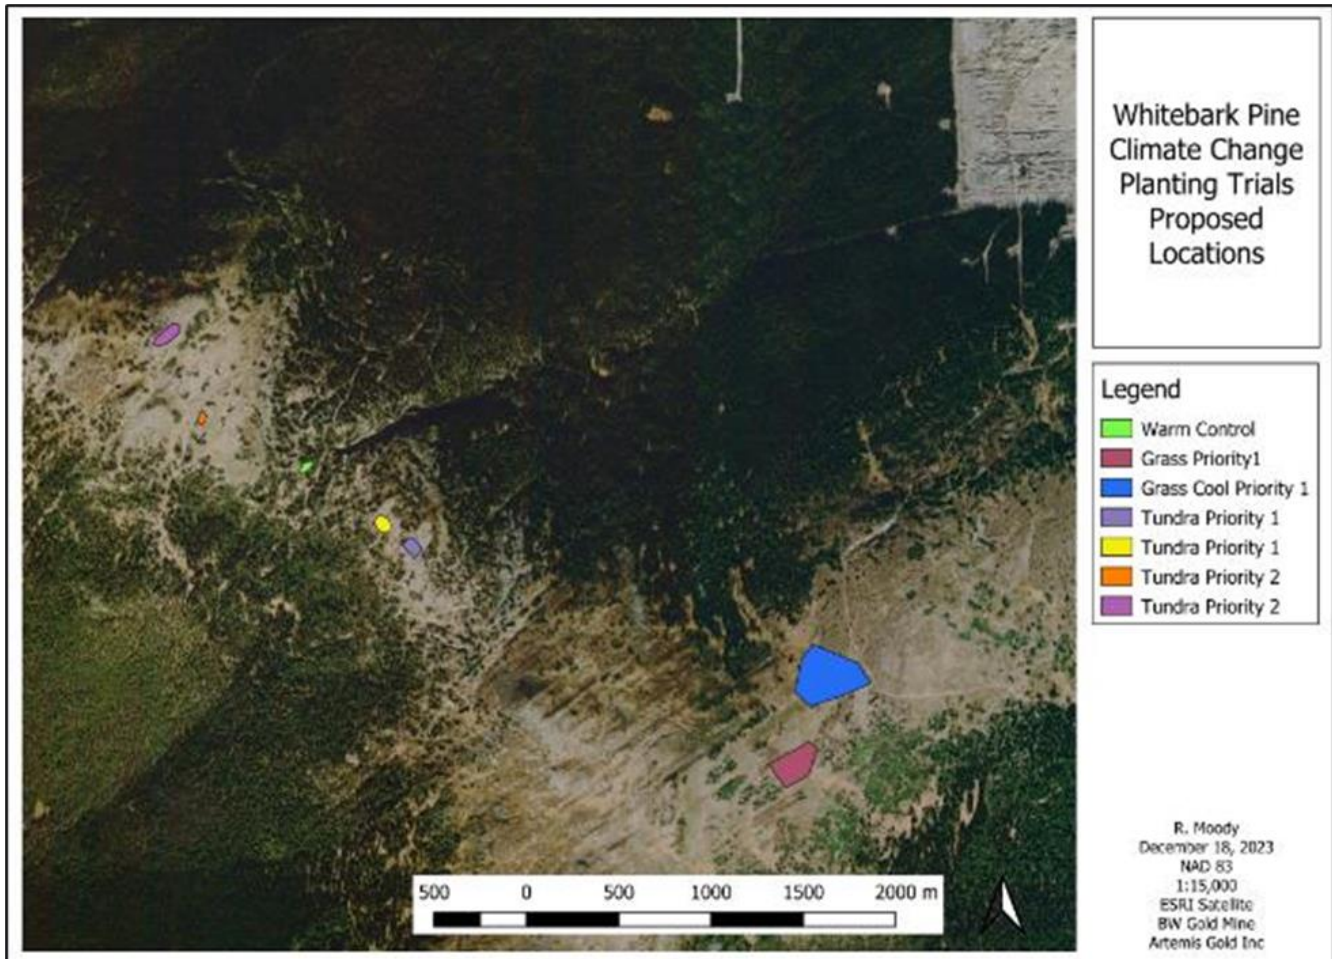 Whitebark Pine
Climate Change
Planting Trials
Proposed
Locations
Legend
Warm Control
Grass Priority1
Grass Cool Priority 1
Tundra Priority 1
Tundra Priority 1
Tundra Priority 2
Tundra Priority 2
500 0 500 1000 1500 2000 m
R. Moody
December 18, 2023
NAD 83
1:15,000
ESRI Satellite
BW Gold Mine
Artemis Gold Inc